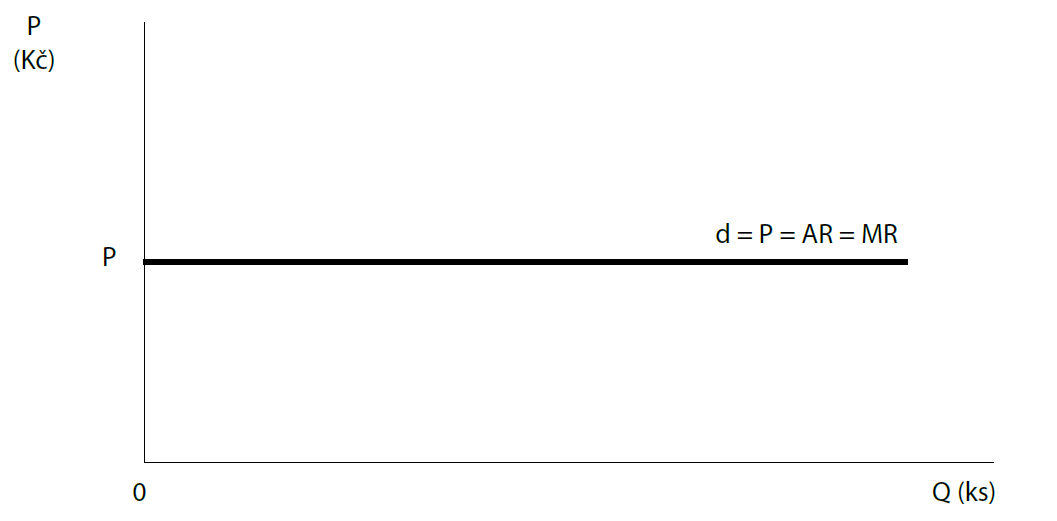 P
(Kč)
d = P = AR = MR
P
0
Q (ks)